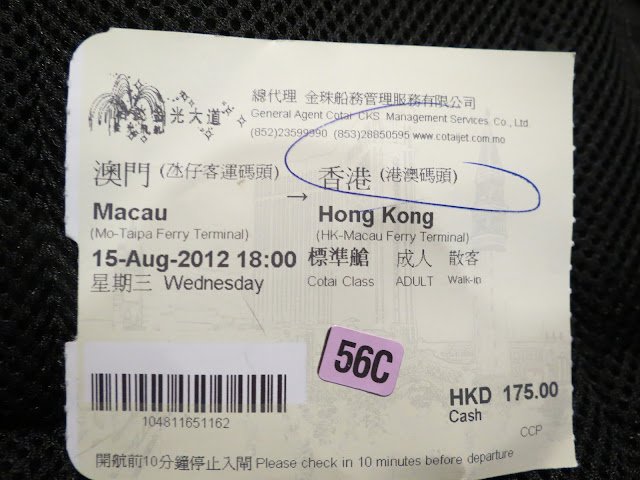 總代理 金珠船務管理服務有限公司
General Agent Cotai CKS Management Services Co., Ltd.
(852)23599990 (853)28850595 www.cotaijet.com.mo
金光大道
澳門 (氹仔客運碼頭) → 香港 (港澳碼頭)
Macau Hong Kong
(Mo-Taipa Ferry Terminal) (HK-Macau Ferry Terminal)
15-Aug-2012 18:00 標準艙 成人 散客
星期三 Wednesday Cotai Class ADULT Walk-in
56C
HKD 175.00
Cash
104811651162
CCP
開航前10分鐘停止入閘 Please check in 10 minutes before departure